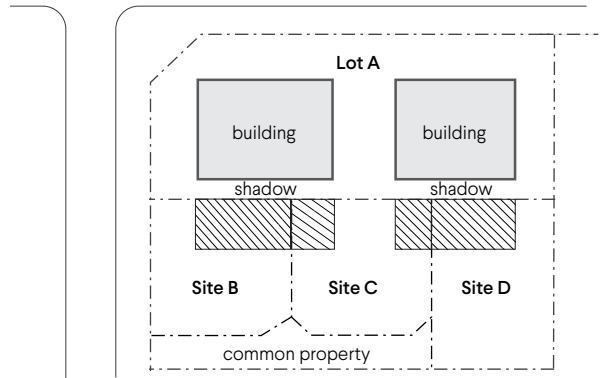 Lot A
building
building
shadow
shadow
Site B
Site C
Site D
common property